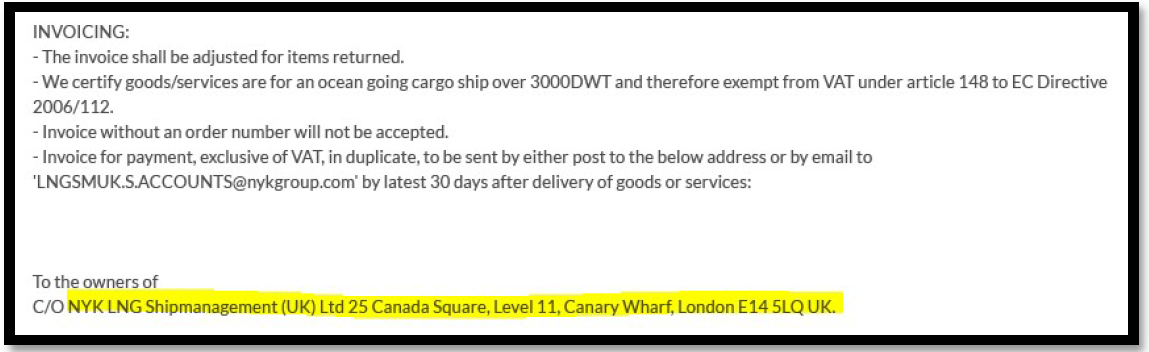 INVOICING:
- The invoice shall be adjusted for items returned.
- We certify goods/services are for an ocean going cargo ship over 3000DWT and therefore exempt from VAT under article 148 to EC Directive
2006/112.
- Invoice without an order number will not be accepted.
- Invoice for payment, exclusive of VAT, in duplicate, to be sent by either post to the below address or by email to
'LNGSMUK.S.ACCOUNTS@nykgroup.com' by latest 30 days after delivery of goods or services:
To the owners of
C/O NYK LNG Shipmanagement (UK) Ltd 25 Canada Square, Level 11, Canary Wharf, London E14 5LQ UK.